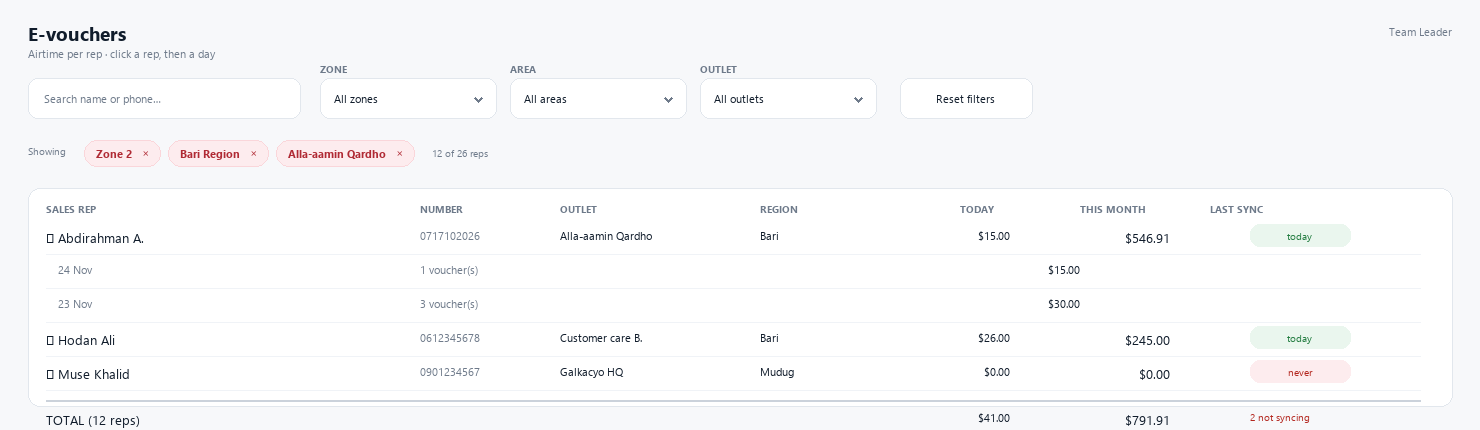 E-vouchers
Team Leader
Airtime per rep · click a rep, then a day
ZONE AREA OUTLET
Search name or phone... All zones All areas All outlets Reset filters
Showing Zone 2 × Bari Region × Alla-aamin Qardho × 12 of 26 reps
SALES REP NUMBER OUTLET REGION TODAY THIS MONTH LAST SYNC
Abdirahman A. 0717102026 Alla-aamin Qardho Bari $15.00 $546.91 today
24 Nov 1 voucher(s) $15.00
23 Nov 3 voucher(s) $30.00
Hodan Ali 0612345678 Customer care B. Bari $26.00 $245.00 today
Muse Khalid 0901234567 Galkacyo HQ Mudug $0.00 $0.00 never
TOTAL (12 reps) $41.00 $791.91 2 not syncing